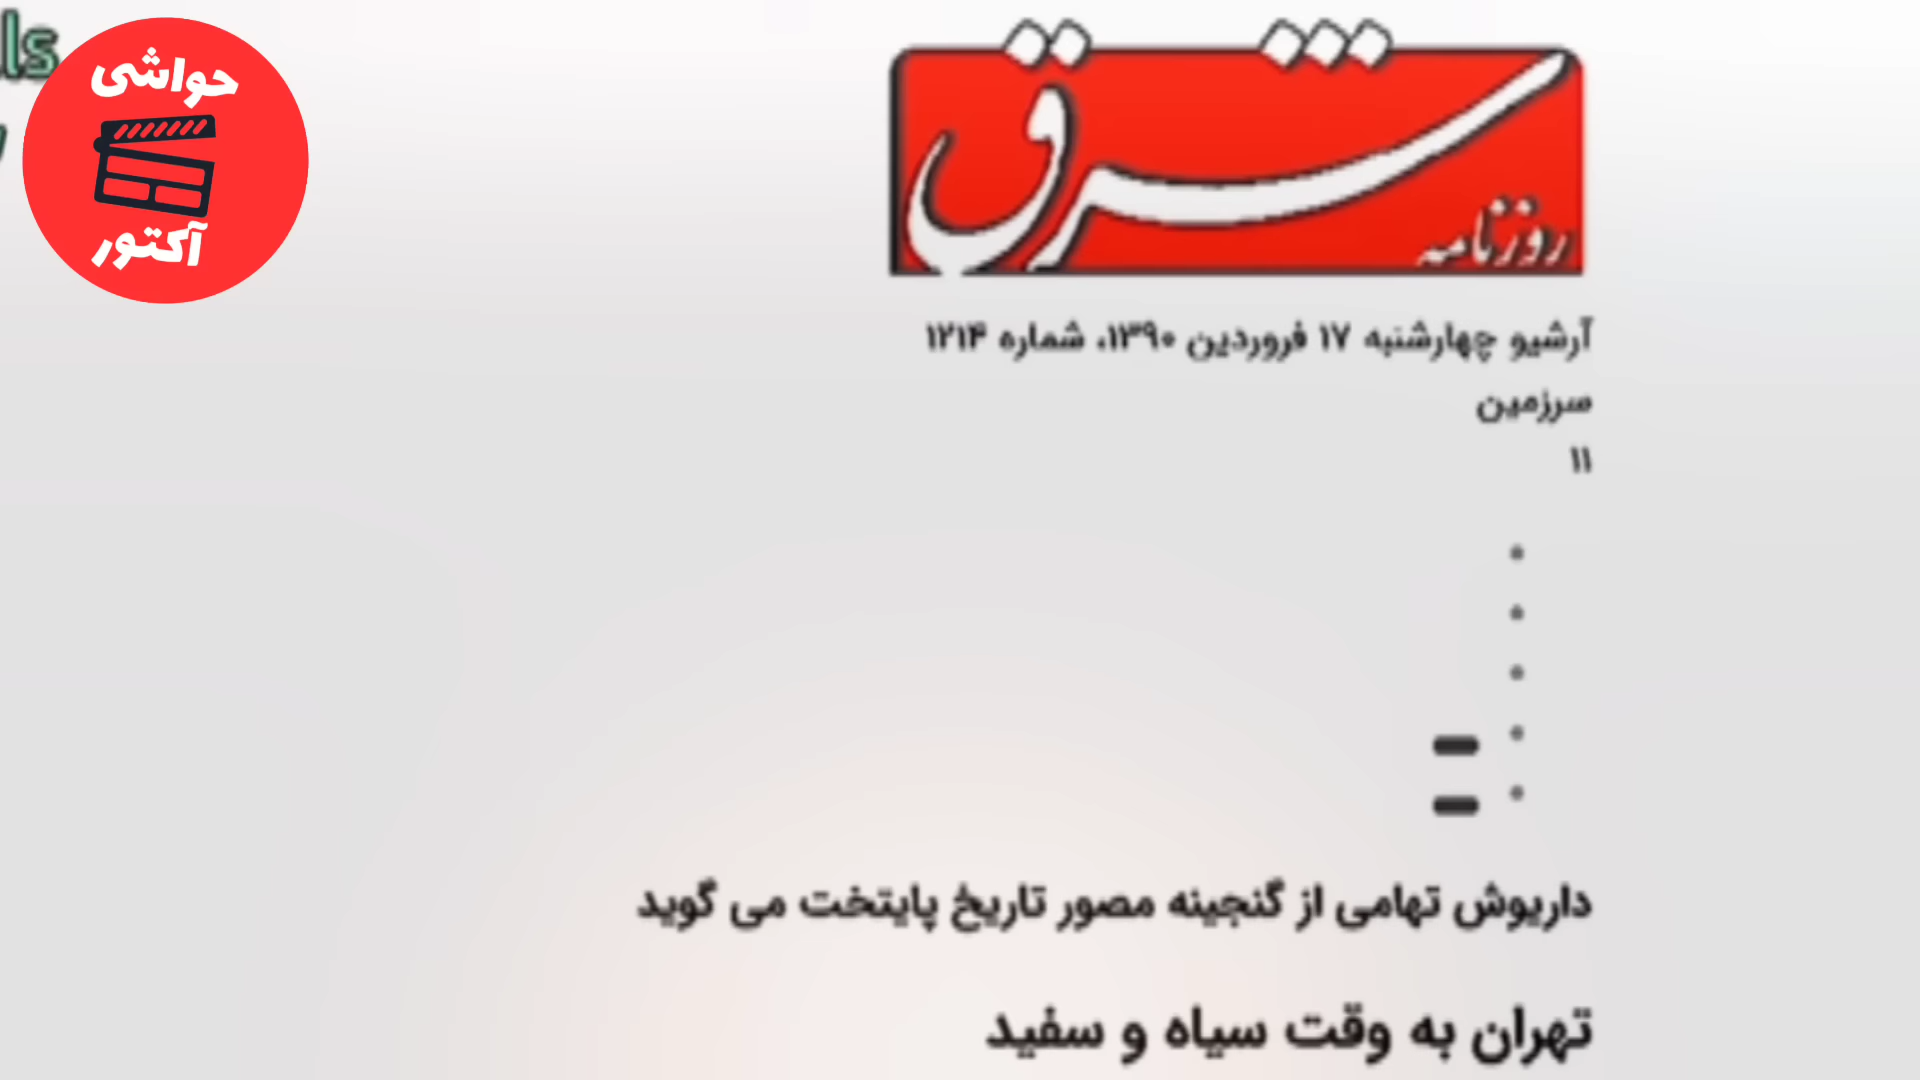 حواشی
آکتور
شرق
روزنامه
آرشیو چهارشنبه ۱۷ فروردین ۱۳۹۰، شماره ۱۲۱۴
سرزمین
۱۱
داریوش تهامی از گنجینه مصور تاریخ پایتخت می گوید
تهران به وقت سیاه و سفید